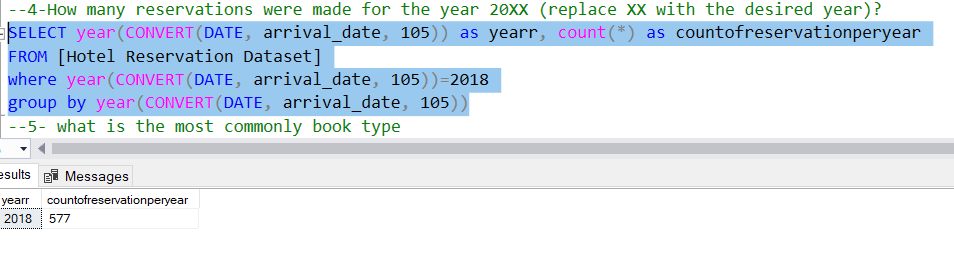 --4-How many reservations were made for the year 20XX (replace XX with the desired year)?
SELECT year(CONVERT(DATE, arrival_date, 105)) as yearr, count(*) as countofreservationperyear
FROM [Hotel Reservation Dataset]
where year(CONVERT(DATE, arrival_date, 105))=2018
group by year(CONVERT(DATE, arrival_date, 105))
--5- what is the most commonly book type
esults Messages
yearr countofreservationperyear
2018 577